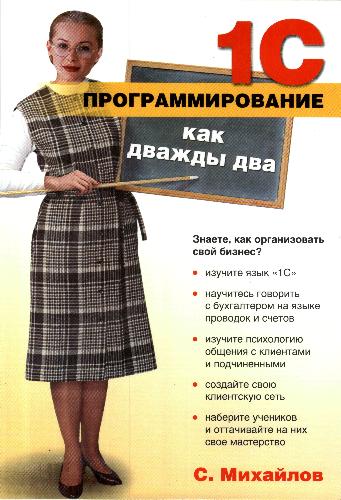 1С
ПРОГРАММИРОВАНИЕ
как
дважды два
Знаете, как организовать
свой бизнес?
• изучите язык «1С»
• научитесь говорить
с бухгалтером на языке
проводок и счетов
• изучите психологию
общения с клиентами
и подчиненными
• создайте свою
клиентскую сеть
• наберите учеников
и оттачивайте на них
свое мастерство
С. Михайлов